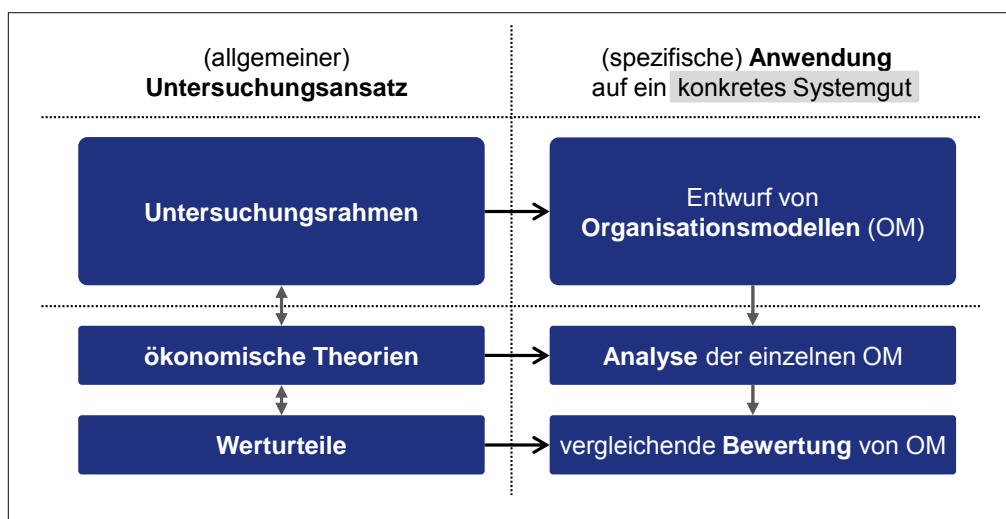 (allgemeiner)
Untersuchungsansatz
(spezifische) Anwendung
auf ein konkretes Systemgut
Untersuchungsrahmen
Entwurf von
Organisationsmodellen (OM)
ökonomische Theorien
Analyse der einzelnen OM
Werturteile
vergleichende Bewertung von OM